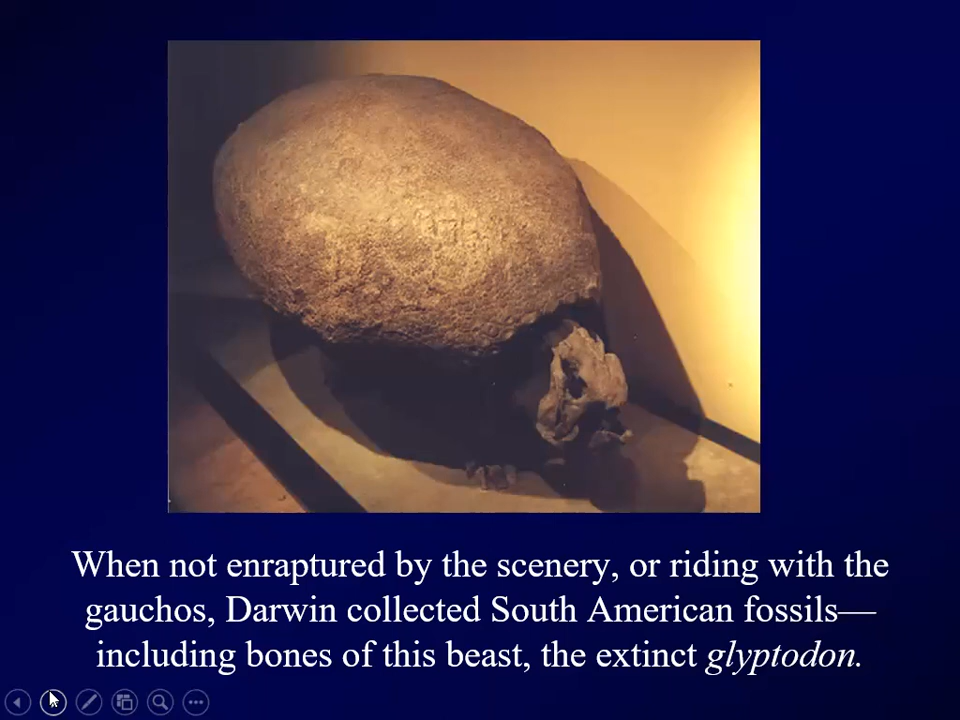 When not enraptured by the scenery, or riding with the
gauchos, Darwin collected South American fossils—
including bones of this beast, the extinct glyptodon.